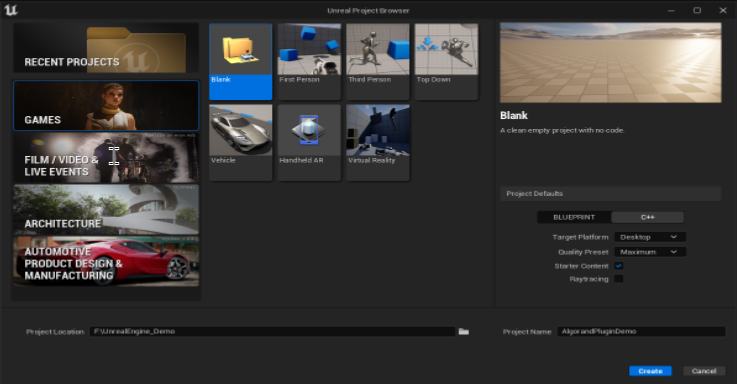 Unreal Project Browser
RECENT PROJECTS
GAMES
FILM / VIDEO &
LIVE EVENTS
ARCHITECTURE
AUTOMOTIVE
PRODUCT DESIGN &
MANUFACTURING
Blank
First Person
Third Person
Top Down
Vehicle
Handheld AR
Virtual Reality
Blank
A clean empty project with no code.
Project Defaults
BLUEPRINT C++
Target Platform Desktop
Quality Preset Maximum
Starter Content
Raytracing
Project Location F:\UnrealEngine_Demo
Project Name AlgorandPluginDemo
Create Cancel